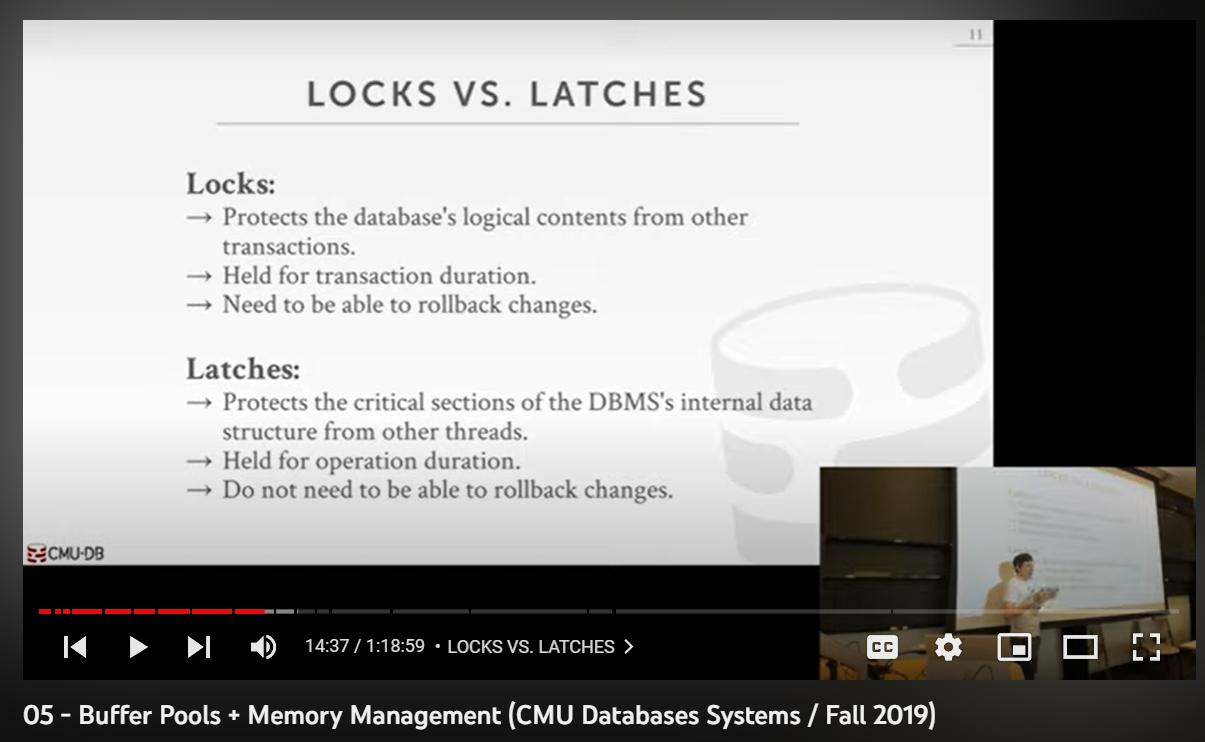 11
LOCKS VS. LATCHES
Locks:
→ Protects the database's logical contents from other
transactions.
→ Held for transaction duration.
→ Need to be able to rollback changes.
Latches:
→ Protects the critical sections of the DBMS's internal data
structure from other threads.
→ Held for operation duration.
→ Do not need to be able to rollback changes.
CMU·DB
14:37 / 1:18:59 • LOCKS VS. LATCHES >
CC
05 - Buffer Pools + Memory Management (CMU Databases Systems / Fall 2019)